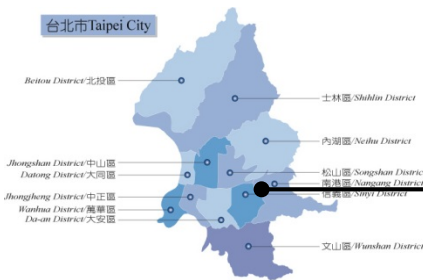 台北市Taipei City
Beitou District/北投區
士林區/Shihlin District
內湖區/Neihu District
Jhongshan District/中山區
Datong District/大同區
松山區/Songshan District
南港區/Nangang District
Jhongjheng District/中正區
信義區/Sinyi District
Wanhua District/萬華區
Da-an District/大安區
文山區/Wunshan District